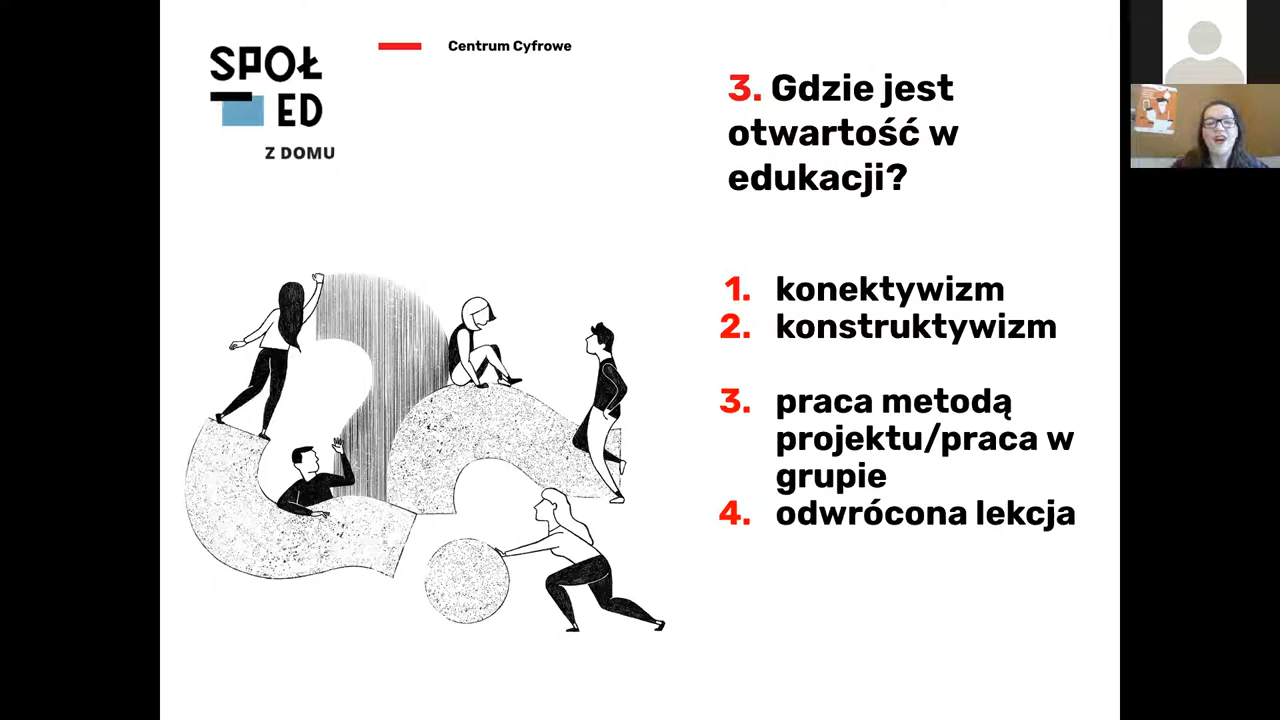 SPOŁ
ED
Z DOMU
Centrum Cyfrowe
3. Gdzie jest
otwartość w
edukacji?
1. konektywizm
2. konstruktywizm
3. praca metodą
projektu/praca w
grupie
4. odwrócona lekcja